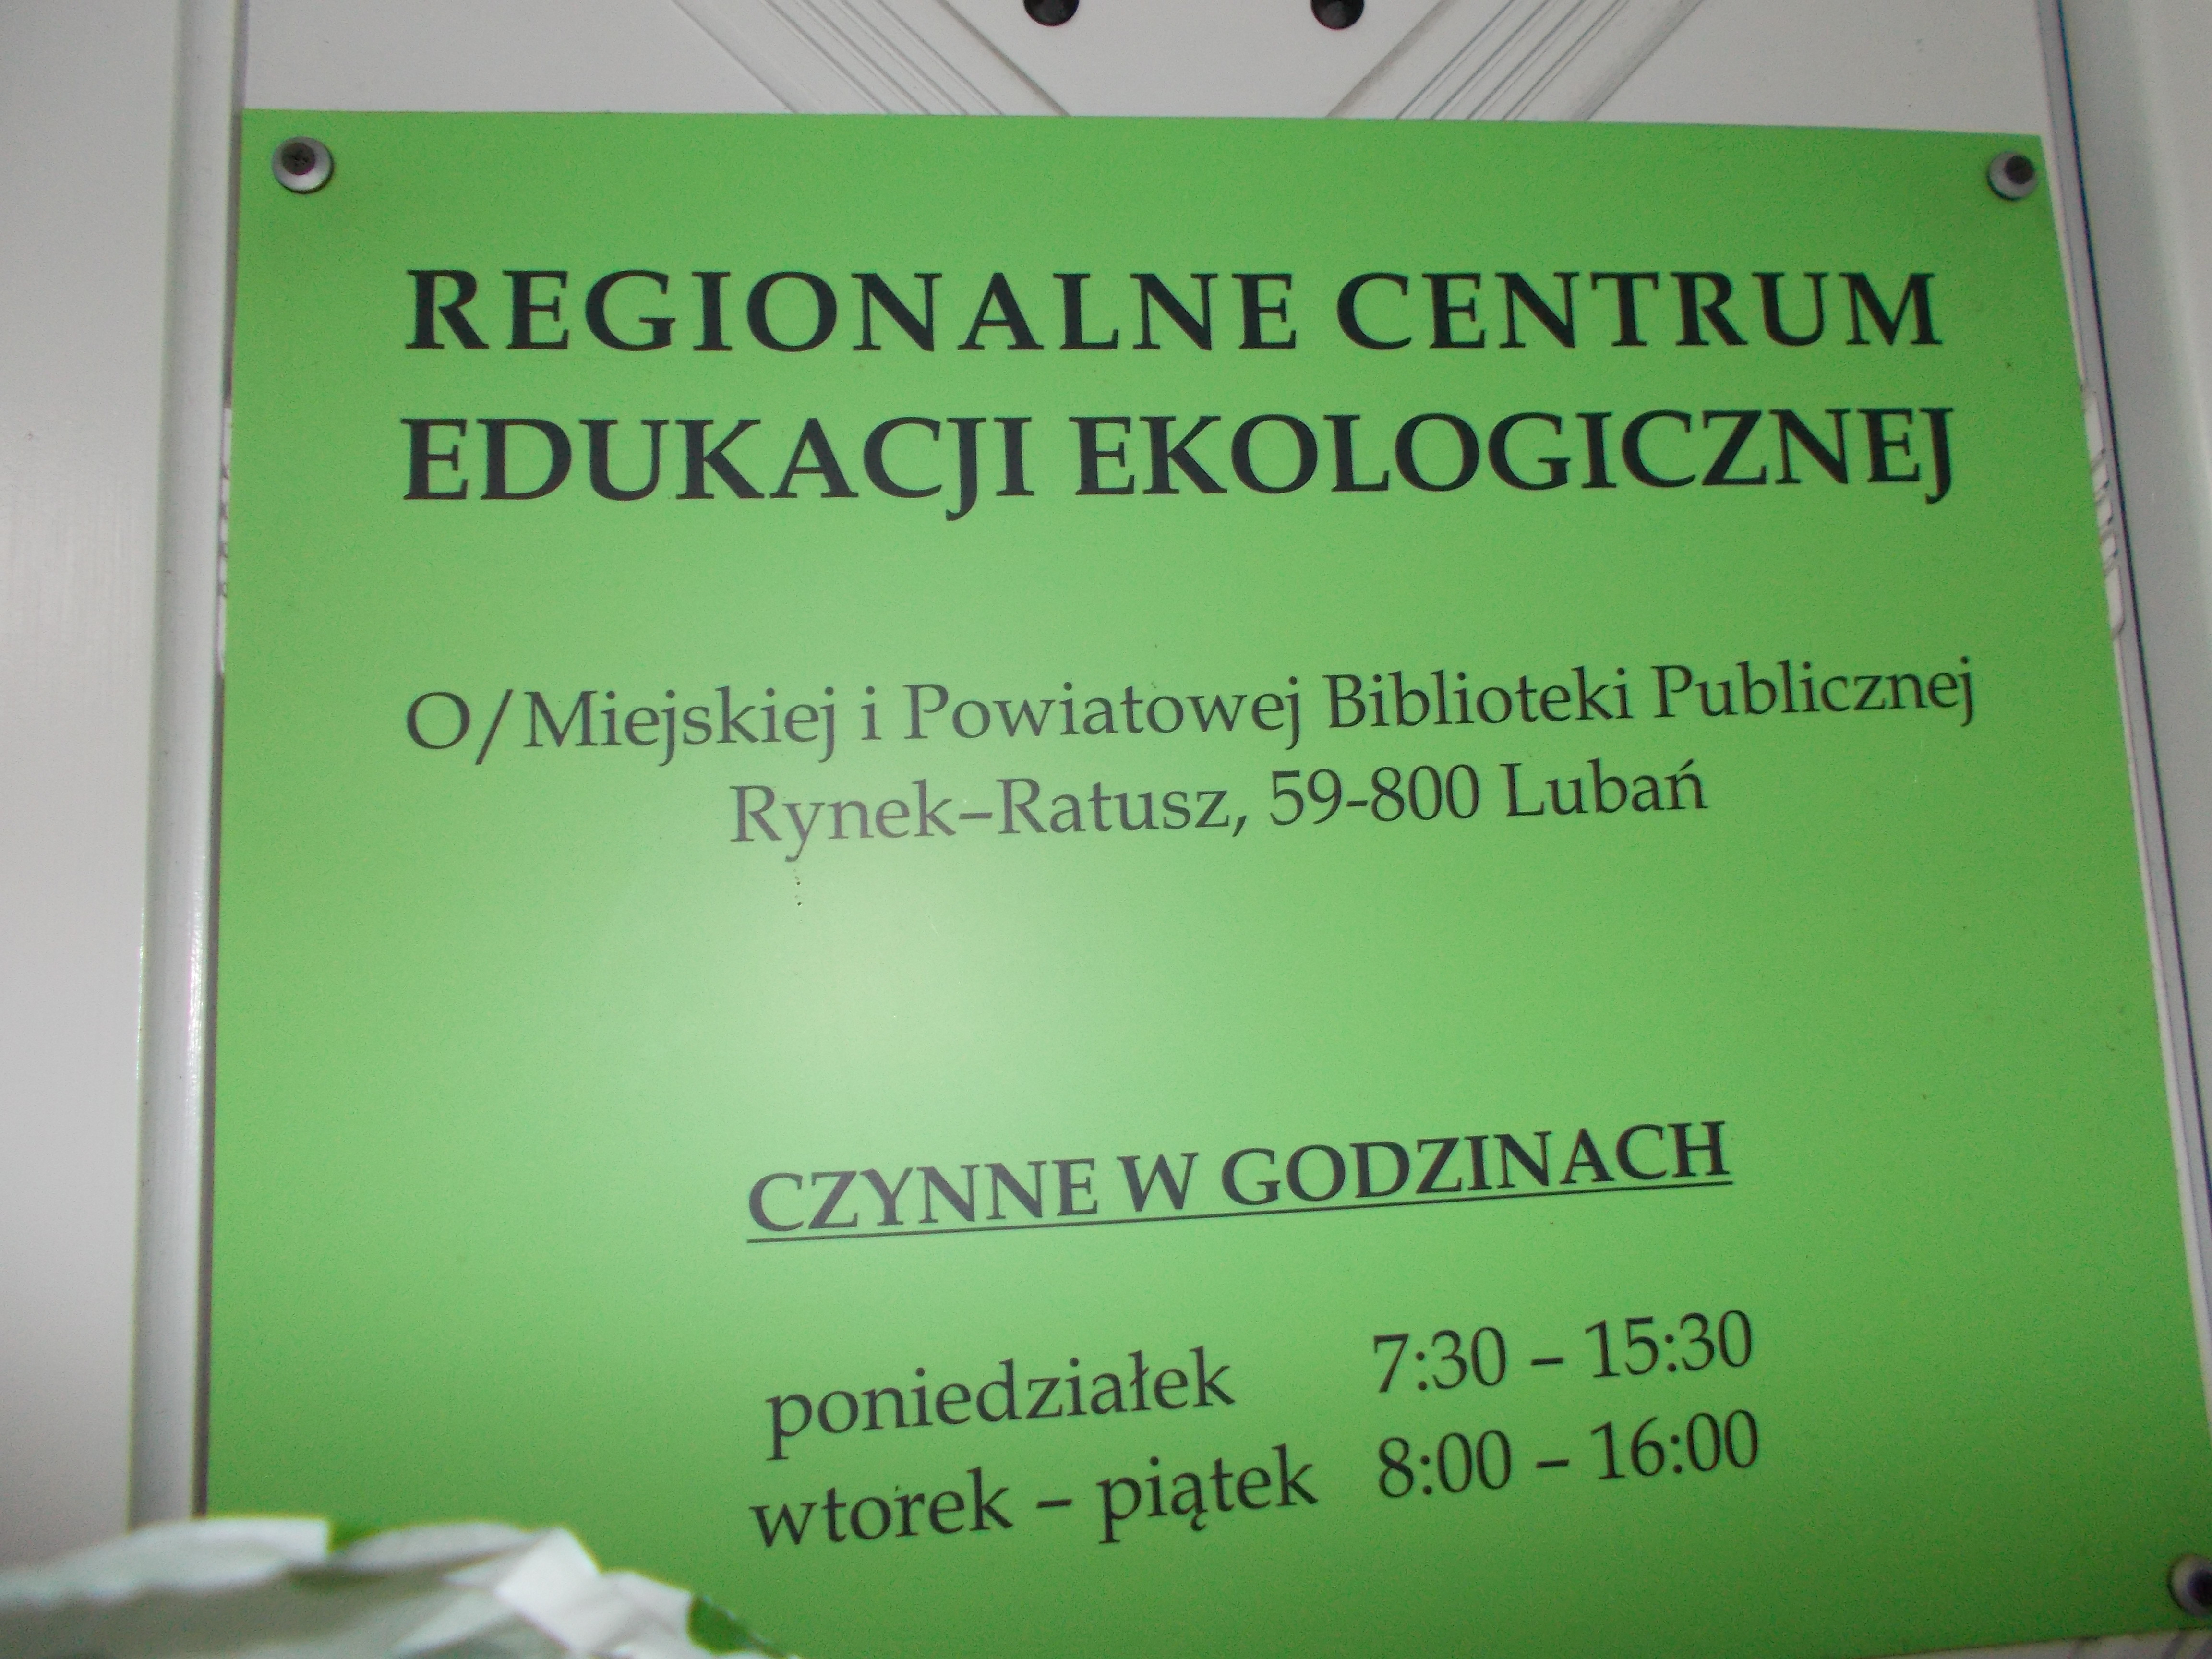 REGIONALNE CENTRUM
EDUKACJI EKOLOGICZNEJ
O/Miejskiej i Powiatowej Biblioteki Publicznej
Rynek–Ratusz, 59-800 Lubań
CZYNNE W GODZINACH
poniedziałek 7:30 – 15:30
wtorek – piątek 8:00 – 16:00